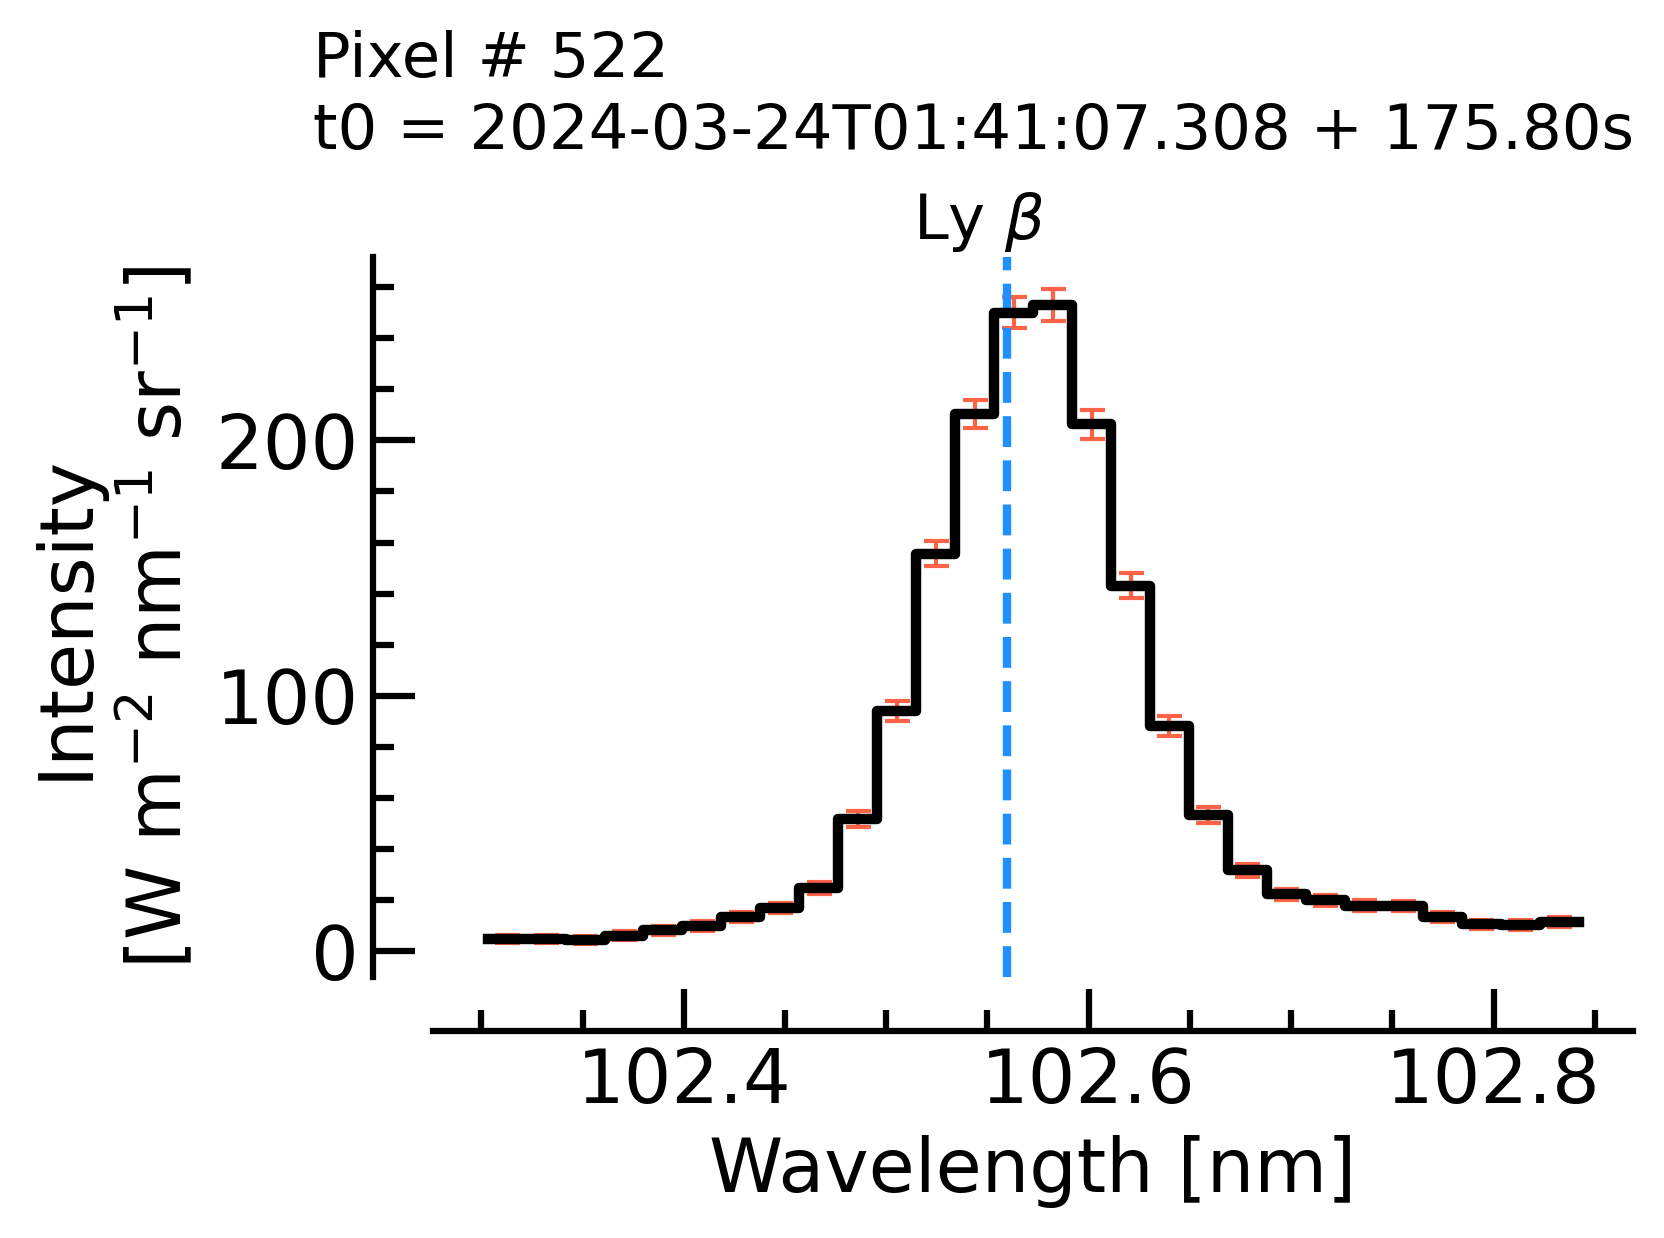 Pixel # 522
t0 = 2024-03-24T01:41:07.308 + 175.80s
Ly β
Intensity
[W m⁻² nm⁻¹ sr⁻¹]
200
100
0
102.4 102.6 102.8
Wavelength [nm]